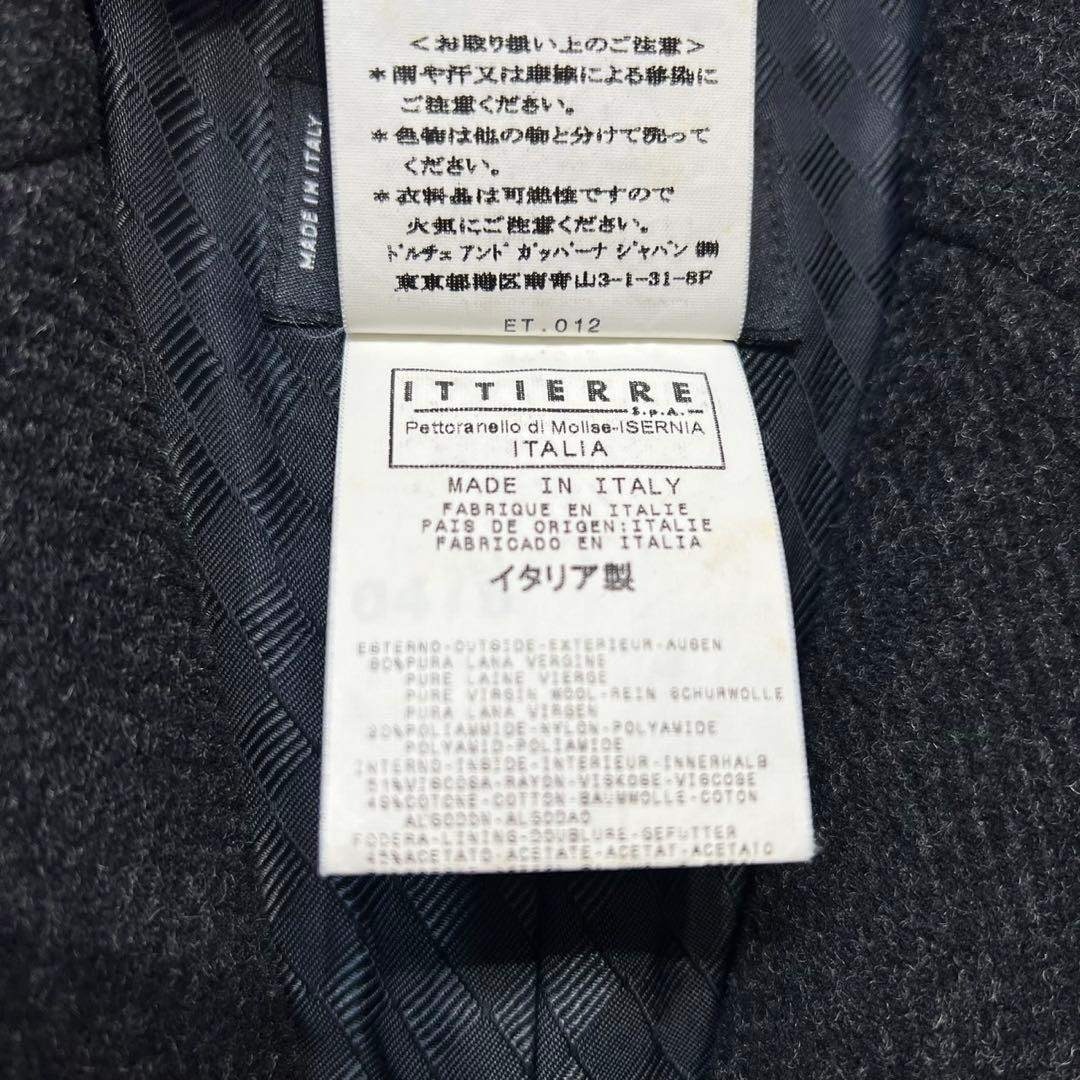 <お取り扱い上のご注意>
*雨や汗又は摩擦による移染に
ご注意ください。
*色物は他の物と分けて洗って
ください。
*衣料品は可燃性ですので
火気にご注意ください。
ドルチェ アンド ガッバーナ ジャパン ㈱
東京都港区南青山3-1-31-8F
ET.012
MADE IN ITALY
ITTIERRE
S.p.A.
Pettoranello di Molise-ISERNIA
ITALIA
MADE IN ITALY
FABRIQUE EN ITALIE
PAIS DE ORIGEN:ITALIE
FABRICADO EN ITALIA
イタリア製
ESTERNO-OUTSIDE-EXTERIEUR-AUSEN
80%PURA LANA VERGINE
PURE LAINE VIERGE
PURE VIRGIN WOOL-REIN SCHURWOLLE
PURA LANA VIRGEN
20%POLIAMMIDE-NYLON-POLYAMIDE
POLYAMID-POLIAMIDE
INTERNO-INSIDE-INTERIEUR-INNERHALB
51%VISCOSA-RAYON-VISKOSE-VISCOSE
49%COTONE-COTTON-BAUMWOLLE-COTON
ALGODON-ALGODAO
FODERA-LINING-DOUBLURE-GEFUTTER
45%ACETATO-ACETATE-ACETAT-ACETATO